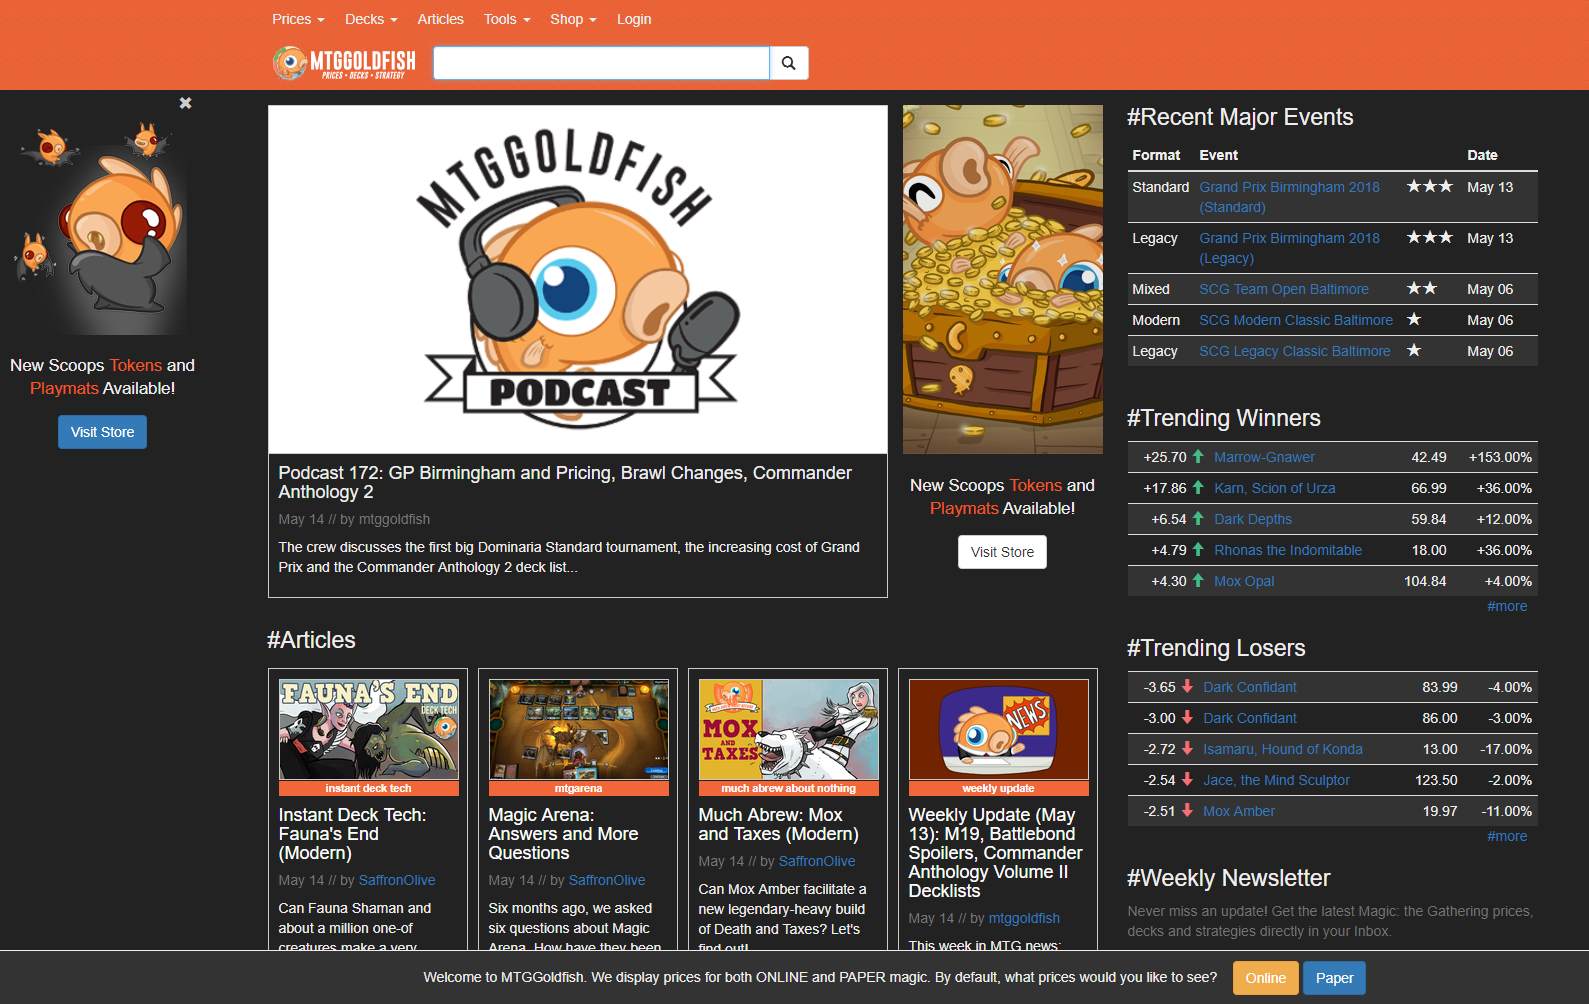 Prices Decks Articles Tools Shop Login
MTGGOLDFISH
PRICES • DECKS • STRATEGY
New Scoops Tokens and
Playmats Available!
Visit Store
MTGGOLDFISH
PODCAST
Podcast 172: GP Birmingham and Pricing, Brawl Changes, Commander
Anthology 2
May 14 // by mtggoldfish
The crew discusses the first big Dominaria Standard tournament, the increasing cost of Grand
Prix and the Commander Anthology 2 deck list...
New Scoops Tokens and
Playmats Available!
Visit Store
#Articles
FAUNA'S END
DECK TECH
instant deck tech
Instant Deck Tech:
Fauna's End
(Modern)
May 14 // by SaffronOlive
Can Fauna Shaman and
about a million one-of
creatures make a very
mtgarena
Magic Arena:
Answers and More
Questions
May 14 // by SaffronOlive
Six months ago, we asked
six questions about Magic
Arena. How have they been
MOX
AND
TAXES
much abrew about nothing
Much Abrew: Mox
and Taxes (Modern)
May 14 // by SaffronOlive
Can Mox Amber facilitate a
new legendary-heavy build
of Death and Taxes? Let's
find out!
NEWS
weekly update
Weekly Update (May
13): M19, Battlebond
Spoilers, Commander
Anthology Volume II
Decklists
May 14 // by mtggoldfish
This week in MTG news:
#Recent Major Events
Format Event Date
Standard Grand Prix Birmingham 2018 ★★★ May 13
(Standard)
Legacy Grand Prix Birmingham 2018 ★★★ May 13
(Legacy)
Mixed SCG Team Open Baltimore ★★ May 06
Modern SCG Modern Classic Baltimore ★ May 06
Legacy SCG Legacy Classic Baltimore ★ May 06
#Trending Winners
+25.70 Marrow-Gnawer 42.49 +153.00%
+17.86 Karn, Scion of Urza 66.99 +36.00%
+6.54 Dark Depths 59.84 +12.00%
+4.79 Rhonas the Indomitable 18.00 +36.00%
+4.30 Mox Opal 104.84 +4.00%
#more
#Trending Losers
-3.65 Dark Confidant 83.99 -4.00%
-3.00 Dark Confidant 86.00 -3.00%
-2.72 Isamaru, Hound of Konda 13.00 -17.00%
-2.54 Jace, the Mind Sculptor 123.50 -2.00%
-2.51 Mox Amber 19.97 -11.00%
#more
#Weekly Newsletter
Never miss an update! Get the latest Magic: the Gathering prices,
decks and strategies directly in your Inbox.
Welcome to MTGGoldfish. We display prices for both ONLINE and PAPER magic. By default, what prices would you like to see? Online Paper